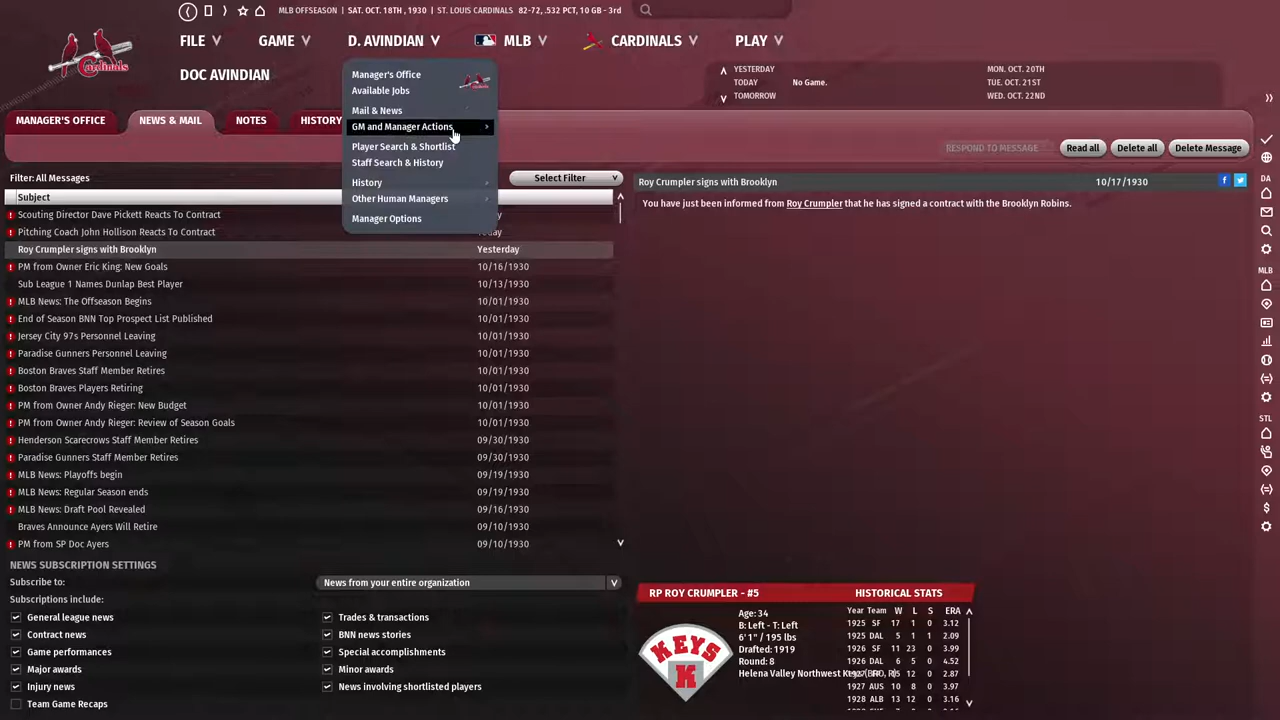 MLB OFFSEASON | SAT. OCT. 18TH , 1930 | ST. LOUIS CARDINALS 82-72, .532 PCT, 10 GB - 3rd
FILE GAME D. AVINDIAN MLB CARDINALS PLAY
Cardinals
DOC AVINDIAN
YESTERDAY
TODAY No Game.
TOMORROW
MON. OCT. 20TH
TUE. OCT. 21ST
WED. OCT. 22ND
Manager's Office
Available Jobs
Mail & News
GM and Manager Actions
Player Search & Shortlist
Staff Search & History
History
Other Human Managers
Manager Options
MANAGER'S OFFICE NEWS & MAIL NOTES HISTORY
RESPOND TO MESSAGE Read all Delete all Delete Message
Filter: All Messages Select Filter
Subject
Scouting Director Dave Pickett Reacts To Contract
Pitching Coach John Hollison Reacts To Contract
Roy Crumpler signs with Brooklyn Yesterday
PM from Owner Eric King: New Goals 10/16/1930
Sub League 1 Names Dunlap Best Player 10/13/1930
MLB News: The Offseason Begins 10/01/1930
End of Season BNN Top Prospect List Published 10/01/1930
Jersey City 97s Personnel Leaving 10/01/1930
Paradise Gunners Personnel Leaving 10/01/1930
Boston Braves Staff Member Retires 10/01/1930
Boston Braves Players Retiring 10/01/1930
PM from Owner Andy Rieger: New Budget 10/01/1930
PM from Owner Andy Rieger: Review of Season Goals 10/01/1930
Henderson Scarecrows Staff Member Retires 09/30/1930
Paradise Gunners Staff Member Retires 09/30/1930
MLB News: Playoffs begin 09/19/1930
MLB News: Regular Season ends 09/19/1930
MLB News: Draft Pool Revealed 09/16/1930
Braves Announce Ayers Will Retire 09/10/1930
PM from SP Doc Ayers 09/10/1930
Roy Crumpler signs with Brooklyn 10/17/1930
You have just been informed from Roy Crumpler that he has signed a contract with the Brooklyn Robins.
NEWS SUBSCRIPTION SETTINGS
Subscribe to: News from your entire organization
Subscriptions include:
General league news Trades & transactions
Contract news BNN news stories
Game performances Special accomplishments
Major awards Minor awards
Injury news News involving shortlisted players
Team Game Recaps
RP ROY CRUMPLER - #5 HISTORICAL STATS
KEYS
K
Age: 34
B: Left - T: Left
6' 1" / 195 lbs
Drafted: 1919
Round: 8
Helena Valley Northwest Keys (BRO, R)
Year Team W L S ERA
1925 SF 17 1 0 3.12
1925 DAL 5 1 1 2.09
1926 SF 11 23 0 3.99
1926 DAL 6 5 0 4.52
5 12 0 2.87
1927 AUS 10 8 0 3.97
1928 ALB 13 12 0 3.16
DA
MLB
STL